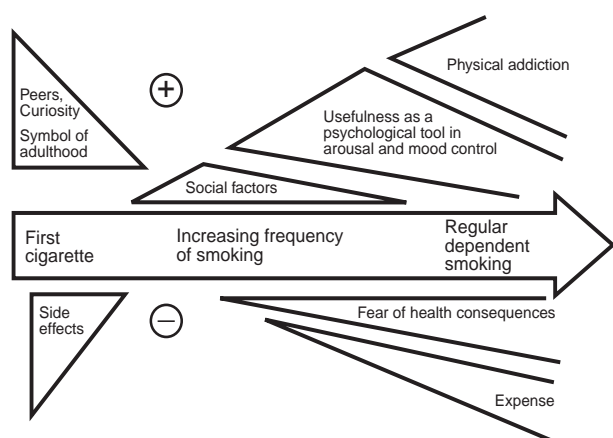 Peers,
Curiosity
Symbol of
adulthood
+
Physical addiction
Usefulness as a
psychological tool in
arousal and mood control
Social factors
First
cigarette
Increasing frequency
of smoking
Regular
dependent
smoking
Side
effects
−
Fear of health consequences
Expense